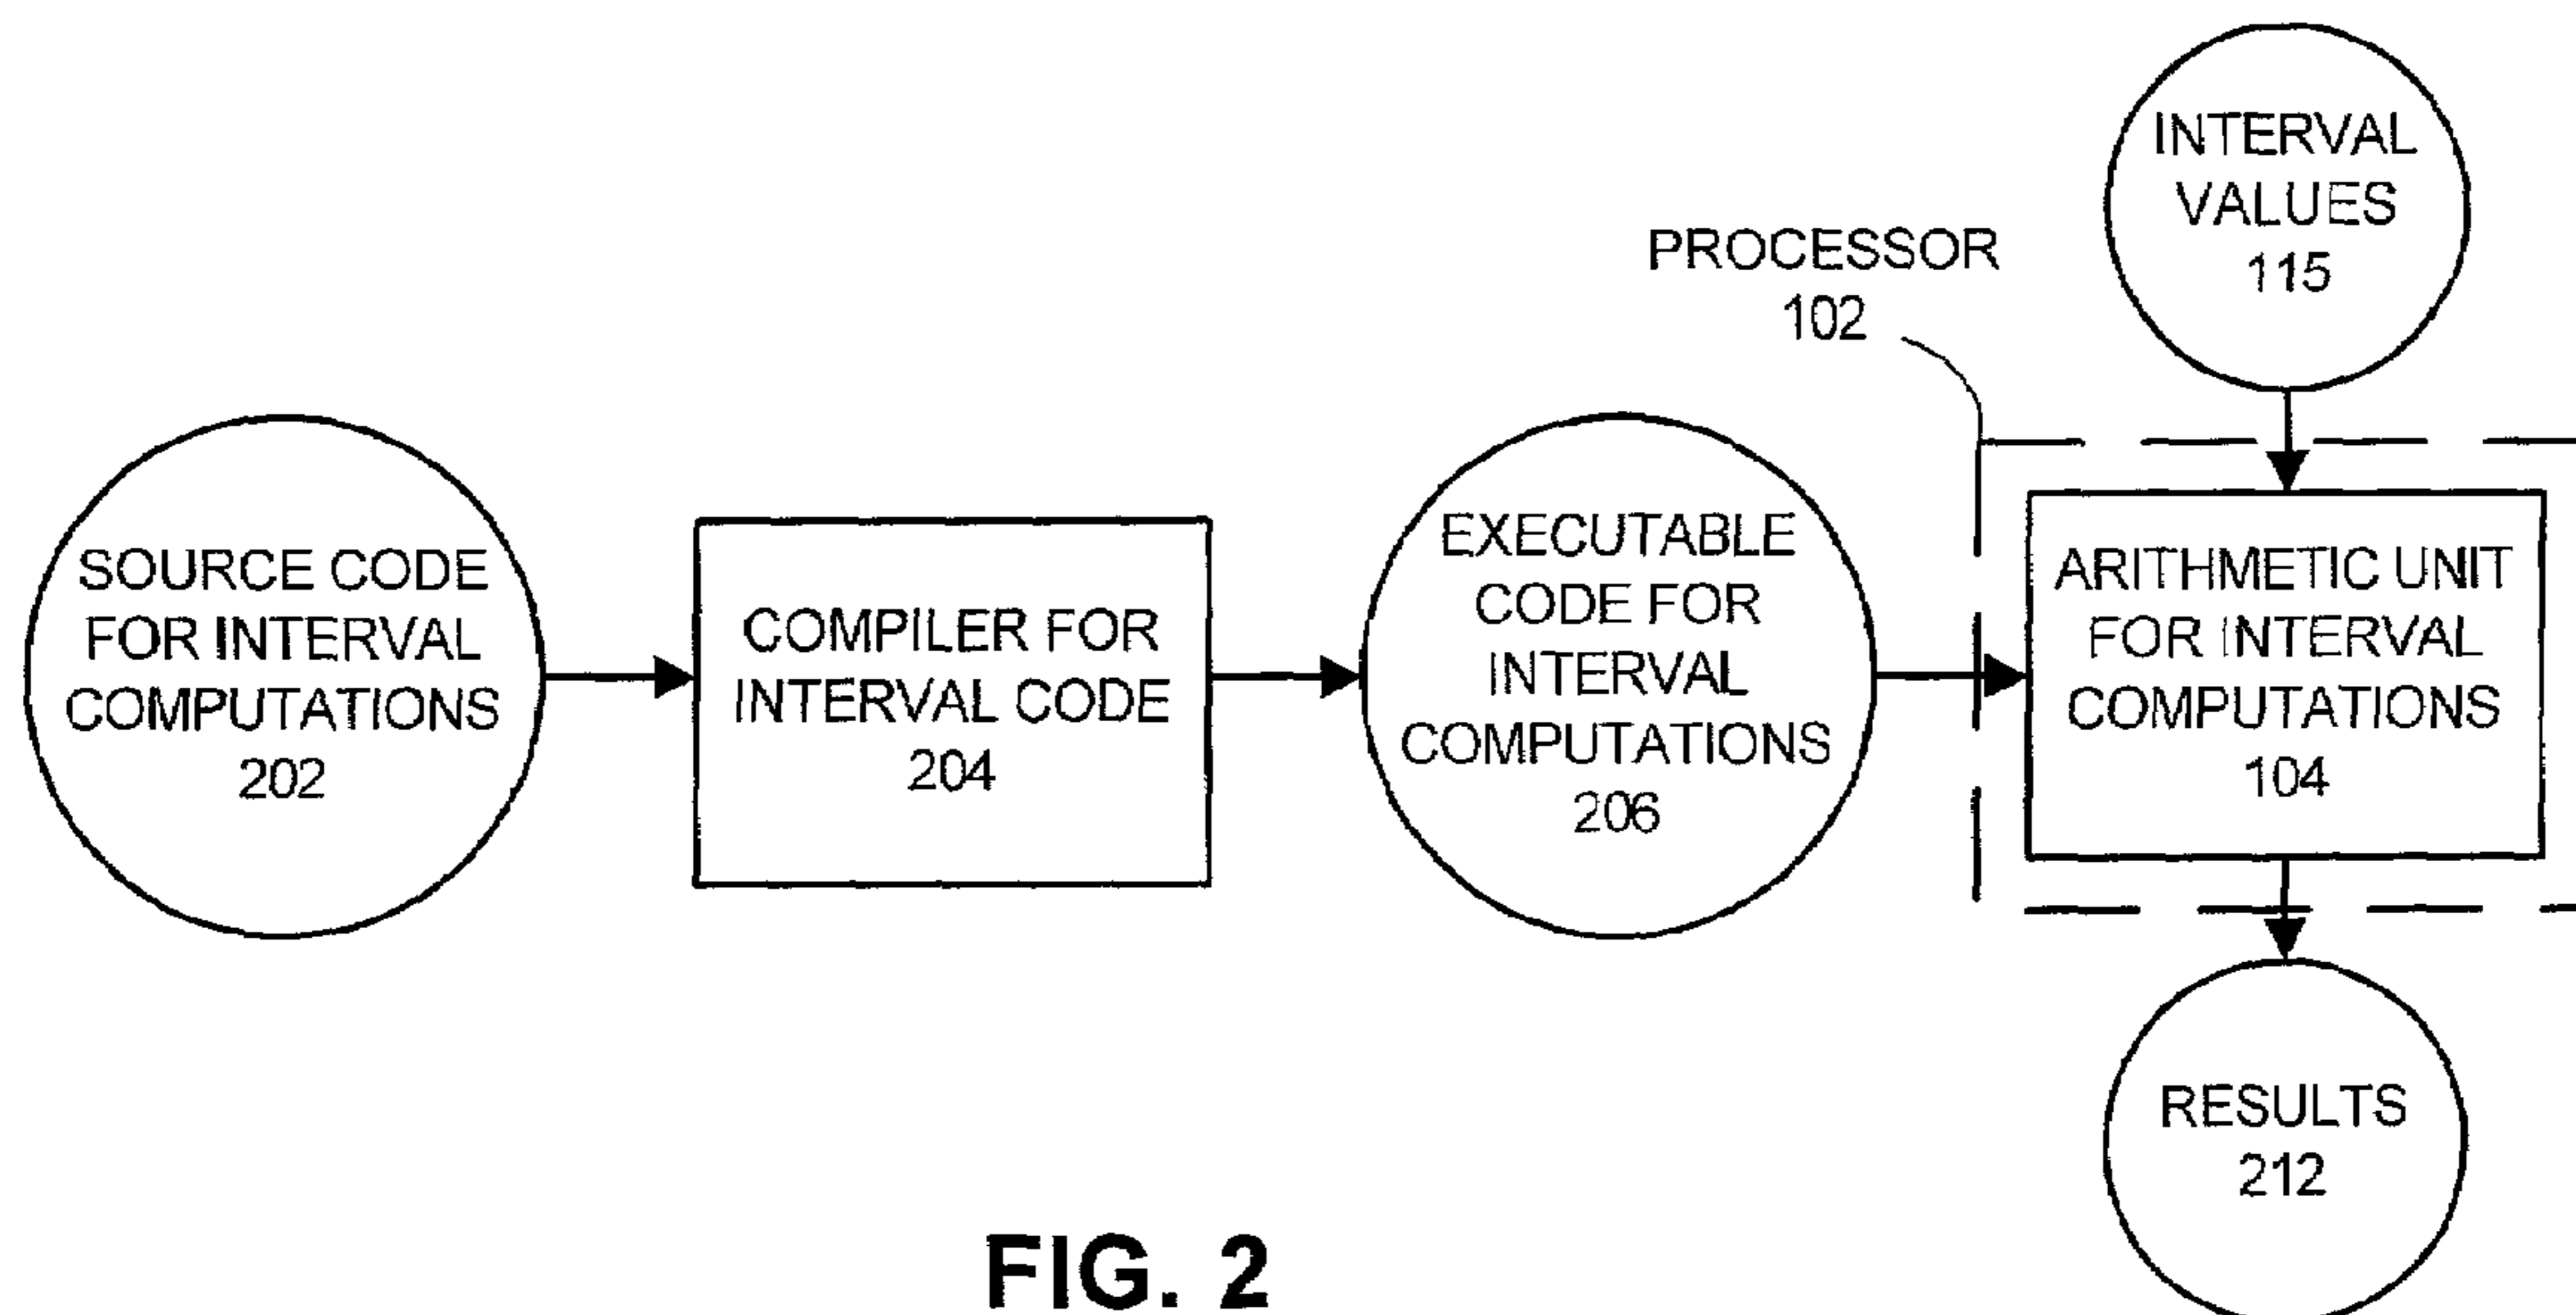 INTERVAL
VALUES
115
PROCESSOR
102
SOURCE CODE
FOR INTERVAL
COMPUTATIONS
202
COMPILER FOR
INTERVAL CODE
204
EXECUTABLE
CODE FOR
INTERVAL
COMPUTATIONS
206
ARITHMETIC UNIT
FOR INTERVAL
COMPUTATIONS
104
RESULTS
212
FIG. 2